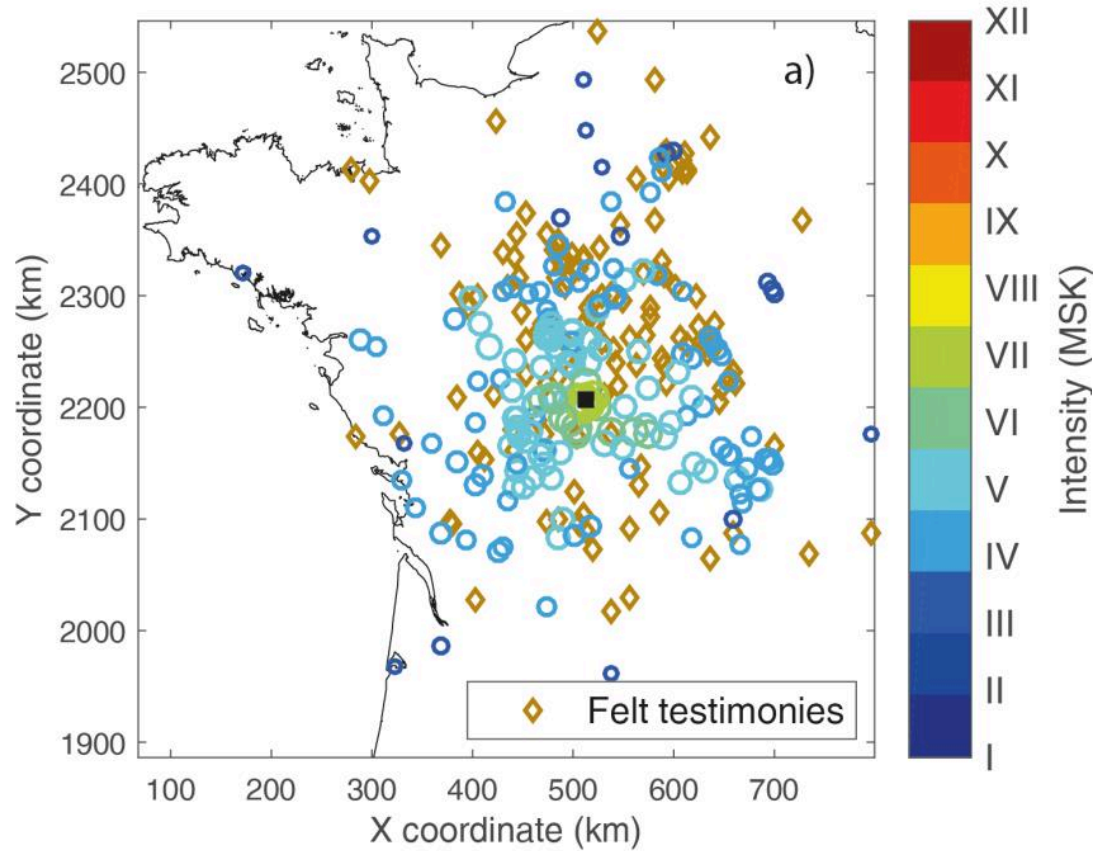 a)
2500
2400
2300
2200
2100
2000
1900
Y coordinate (km)
100 200 300 400 500 600 700
X coordinate (km)
Felt testimonies
XII
XI
X
IX
VIII
VII
VI
V
IV
III
II
I
Intensity (MSK)